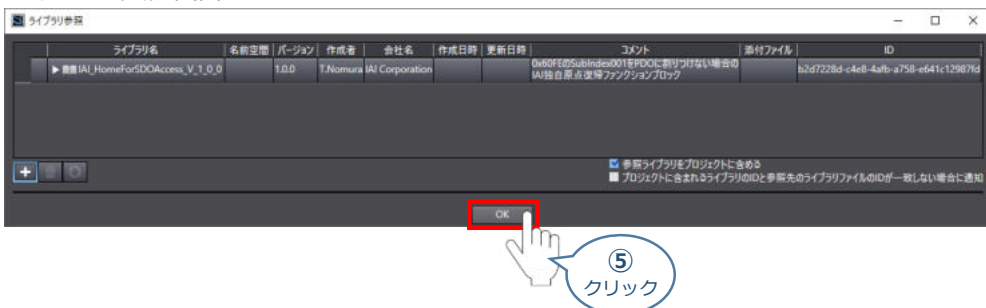 ライブラリ参照
ライブラリ名 名前空間 バージョン 作成者 会社名 作成日時 更新日時 コメント 添付ファイル ID
IAI_HomeForSDOAccess_V_1_0_0 1.0.0 T.Nomura IAI Corporation 0x60FEのSubIndex001をPDOに割りつけない場合の b2d7228d-c4e8-4afb-a758-e641c12987fd
IAI独自原点復帰ファンクションブロック
参照ライブラリをプロジェクトに含める
プロジェクトに含まれるライブラリのIDと参照先のライブラリファイルのIDが一致しない場合に通知
OK
⑤
クリック